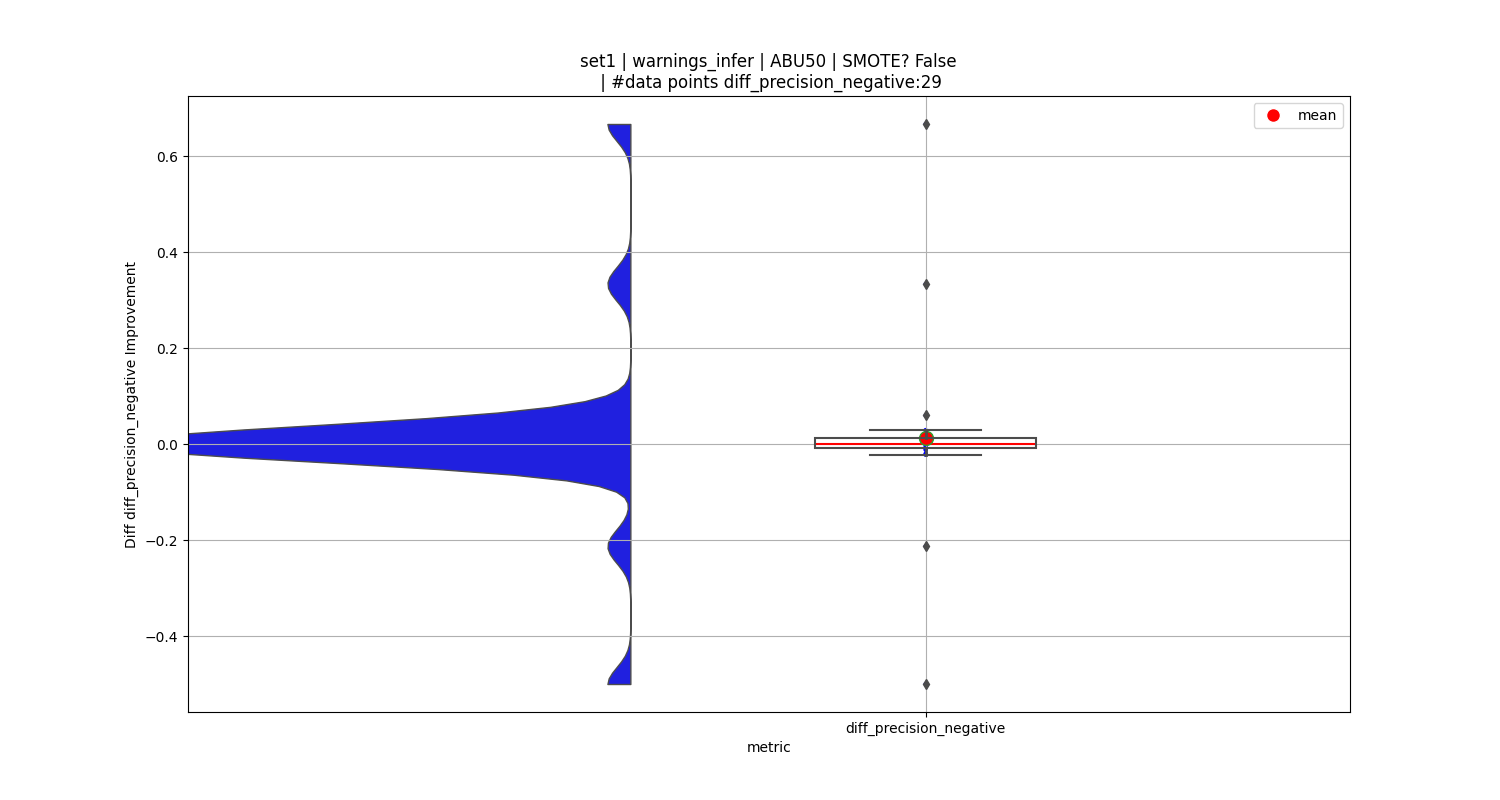 set1 | warnings_infer | ABU50 | SMOTE? False
| #data points diff_precision_negative:29
mean
0.6
0.4
0.2
0.0
−0.2
−0.4
Diff diff_precision_negative Improvement
diff_precision_negative
metric